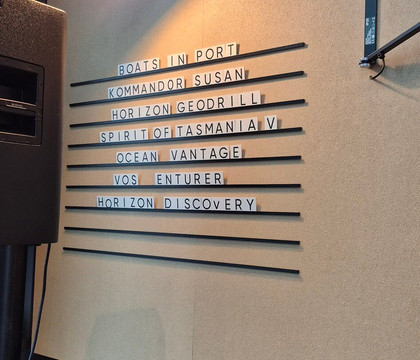 BOATS IN PORT
KOMMANDOR SUSAN
HORIZON GEODRILL
SPIRIT OF TASMANIA V
OCEAN VANTAGE
VOS ENTURER
HORIZON DISCOvERY